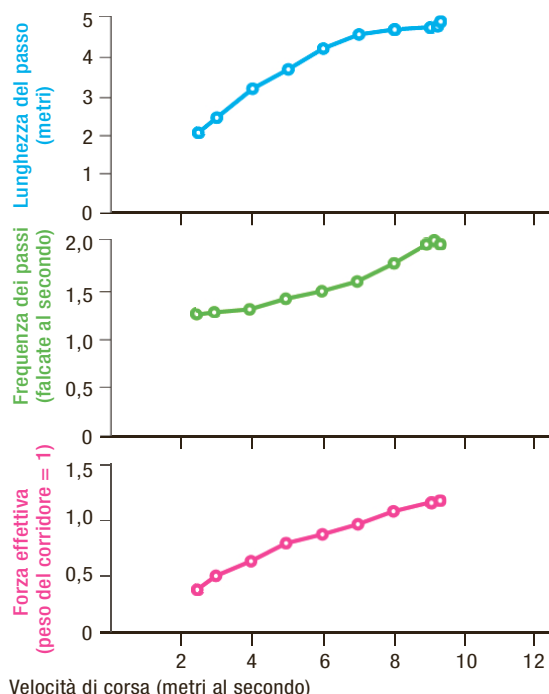 Lunghezza del passo
(metri)
5
4
3
2
1
0
Frequenza dei passi
(falcate al secondo)
2,0
1,5
1,0
0,5
0
Forza effettiva
(peso del corridore = 1)
1,5
1,0
0,5
0
2 4 6 8 10 12
Velocità di corsa (metri al secondo)